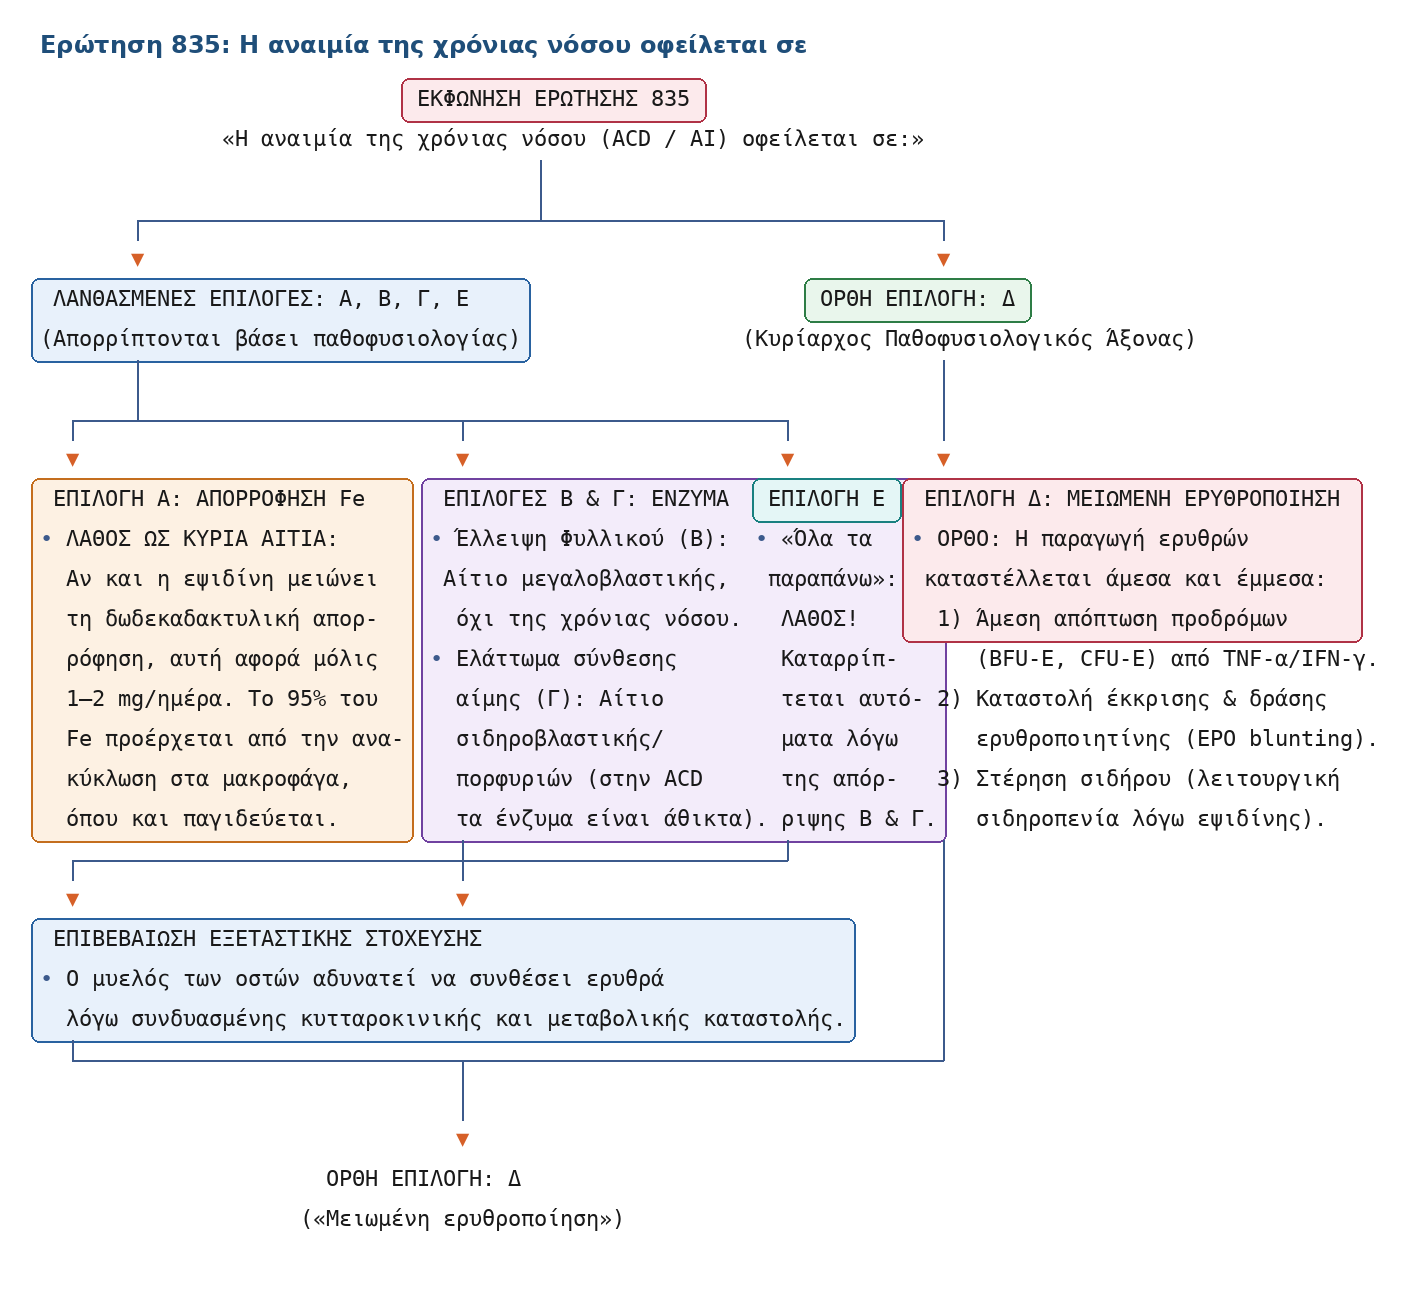 Ερώτηση 835: Η αναιμία της χρόνιας νόσου οφείλεται σε
ΕΚΦΩΝΗΣΗ ΕΡΩΤΗΣΗΣ 835
«Η αναιμία της χρόνιας νόσου (ACD / AI) οφείλεται σε:»
ΛΑΝΘΑΣΜΕΝΕΣ ΕΠΙΛΟΓΕΣ: Α, Β, Γ, Ε
(Απορρίπτονται βάσει παθοφυσιολογίας)
ΟΡΘΗ ΕΠΙΛΟΓΗ: Δ
(Κυρίαρχος Παθοφυσιολογικός Άξονας)
ΕΠΙΛΟΓΗ Α: ΑΠΟΡΡΟΦΗΣΗ Fe
• ΛΑΘΟΣ ΩΣ ΚΥΡΙΑ ΑΙΤΙΑ:
Αν και η εψιδίνη μειώνει
τη δωδεκαδακτυλική απορ-
ρόφηση, αυτή αφορά μόλις
1–2 mg/ημέρα. Το 95% του
Fe προέρχεται από την ανα-
κύκλωση στα μακροφάγα,
όπου και παγιδεύεται.
ΕΠΙΛΟΓΕΣ Β & Γ: ΕΝΖΥΜΑ
• Έλλειψη Φυλλικού (Β):
Αίτιο μεγαλοβλαστικής,
όχι της χρόνιας νόσου.
• Ελάττωμα σύνθεσης
αίμης (Γ): Αίτιο
σιδηροβλαστικής/
πορφυριών (στην ACD
τα ένζυμα είναι άθικτα).
ΕΠΙΛΟΓΗ Ε
• «Όλα τα
παραπάνω»:
ΛΑΘΟΣ!
Καταρρίπ-
τεται αυτό-
ματα λόγω
της απόρ-
ριψης Β & Γ.
ΕΠΙΛΟΓΗ Δ: ΜΕΙΩΜΕΝΗ ΕΡΥΘΡΟΠΟΙΗΣΗ
• ΟΡΘΟ: Η παραγωγή ερυθρών
καταστέλλεται άμεσα και έμμεσα:
1) Άμεση απόπτωση προδρόμων
(BFU-E, CFU-E) από TNF-α/IFN-γ.
2) Καταστολή έκκρισης & δράσης
ερυθροποιητίνης (EPO blunting).
3) Στέρηση σιδήρου (λειτουργική
σιδηροπενία λόγω εψιδίνης).
ΕΠΙΒΕΒΑΙΩΣΗ ΕΞΕΤΑΣΤΙΚΗΣ ΣΤΟΧΕΥΣΗΣ
• Ο μυελός των οστών αδυνατεί να συνθέσει ερυθρά
λόγω συνδυασμένης κυτταροκινικής και μεταβολικής καταστολής.
ΟΡΘΗ ΕΠΙΛΟΓΗ: Δ
(«Μειωμένη ερυθροποίηση»)